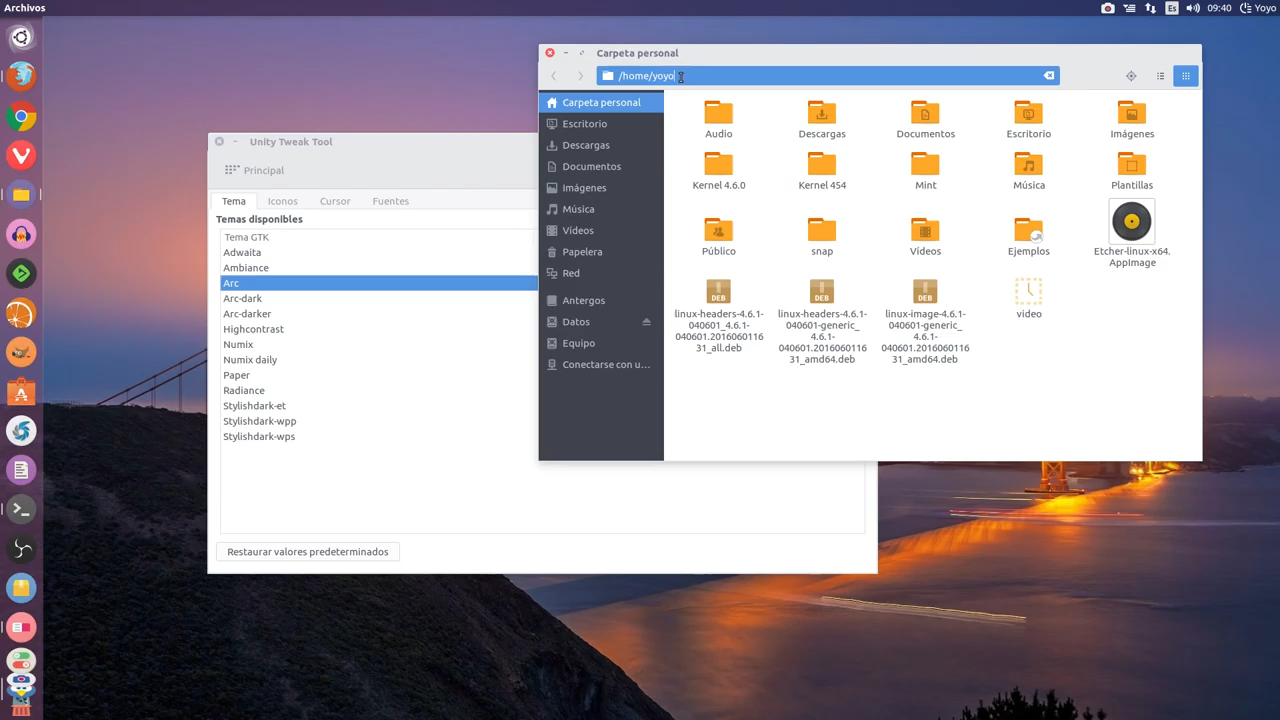 Archivos
Es
09:40
Yoyo
Carpeta personal
/home/yoyo
Carpeta personal
Escritorio
Descargas
Documentos
Imágenes
Música
Vídeos
Papelera
Red
Antergos
Datos
Equipo
Conectarse con u...
Audio
Descargas
Documentos
Escritorio
Imágenes
Kernel 4.6.0
Kernel 454
Mint
Música
Plantillas
Público
snap
Vídeos
Ejemplos
Etcher-linux-x64.
AppImage
DEB
linux-headers-4.6.1-
040601_4.6.1-
040601.2016060116
31_all.deb
DEB
linux-headers-4.6.1-
040601-generic_
4.6.1-
040601.2016060116
31_amd64.deb
DEB
linux-image-4.6.1-
040601-generic_
4.6.1-
040601.2016060116
31_amd64.deb
video
Unity Tweak Tool
Principal
Tema
Iconos
Cursor
Fuentes
Temas disponibles
Tema GTK
Adwaita
Ambiance
Arc
Arc-dark
Arc-darker
Highcontrast
Numix
Numix daily
Paper
Radiance
Stylishdark-et
Stylishdark-wpp
Stylishdark-wps
Restaurar valores predeterminados